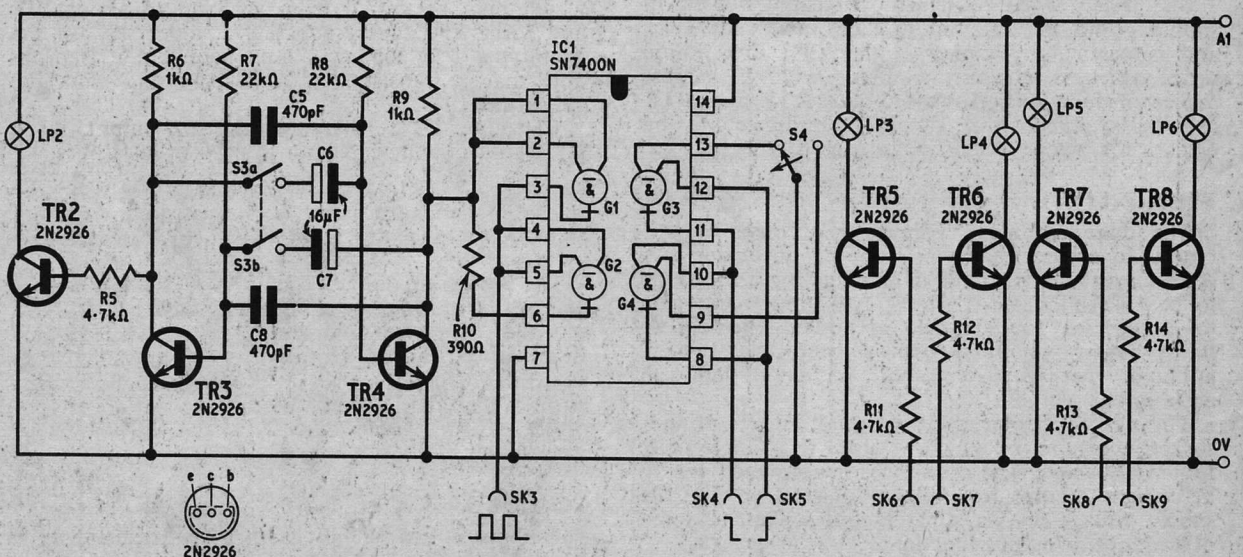 A1
R6
1kΩ
R7
22kΩ
R8
22kΩ
R9
1kΩ
C5
470pF
S3a
C6
16µF
S3b
C7
C8
470pF
LP2
TR2
2N2926
R5
4·7kΩ
TR3
2N2926
TR4
2N2926
R10
390Ω
IC1
SN7400N
1
2
3
4
5
6
7
14
13
12
11
10
9
8
&
G1
&
G3
&
G2
&
G4
S4
LP3
LP4
LP5
LP6
TR5
2N2926
TR6
2N2926
TR7
2N2926
TR8
2N2926
R12
4·7kΩ
R14
4·7kΩ
R11
4·7kΩ
R13
4·7kΩ
0V
SK3
SK4
SK5
SK6
SK7
SK8
SK9
e c b
2N2926